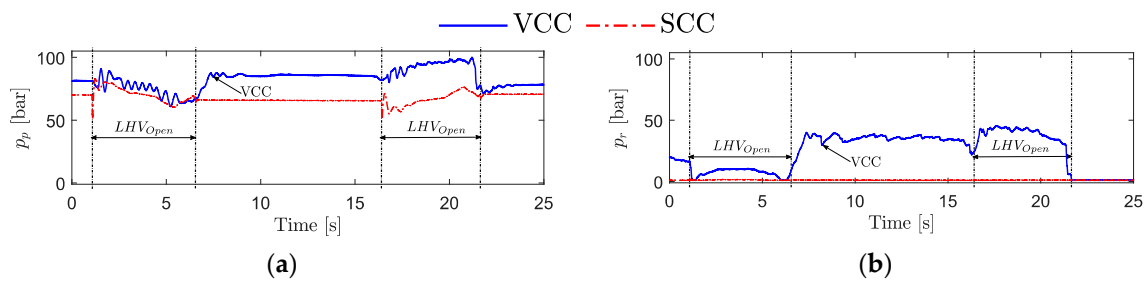 VCC SCC
100
50
0
p_p [bar]
LHV_Open
VCC
LHV_Open
0 5 10 15 20 25
Time [s]
(a)
100
50
0
p_r [bar]
LHV_Open
VCC
LHV_Open
0 5 10 15 20 25
Time [s]
(b)